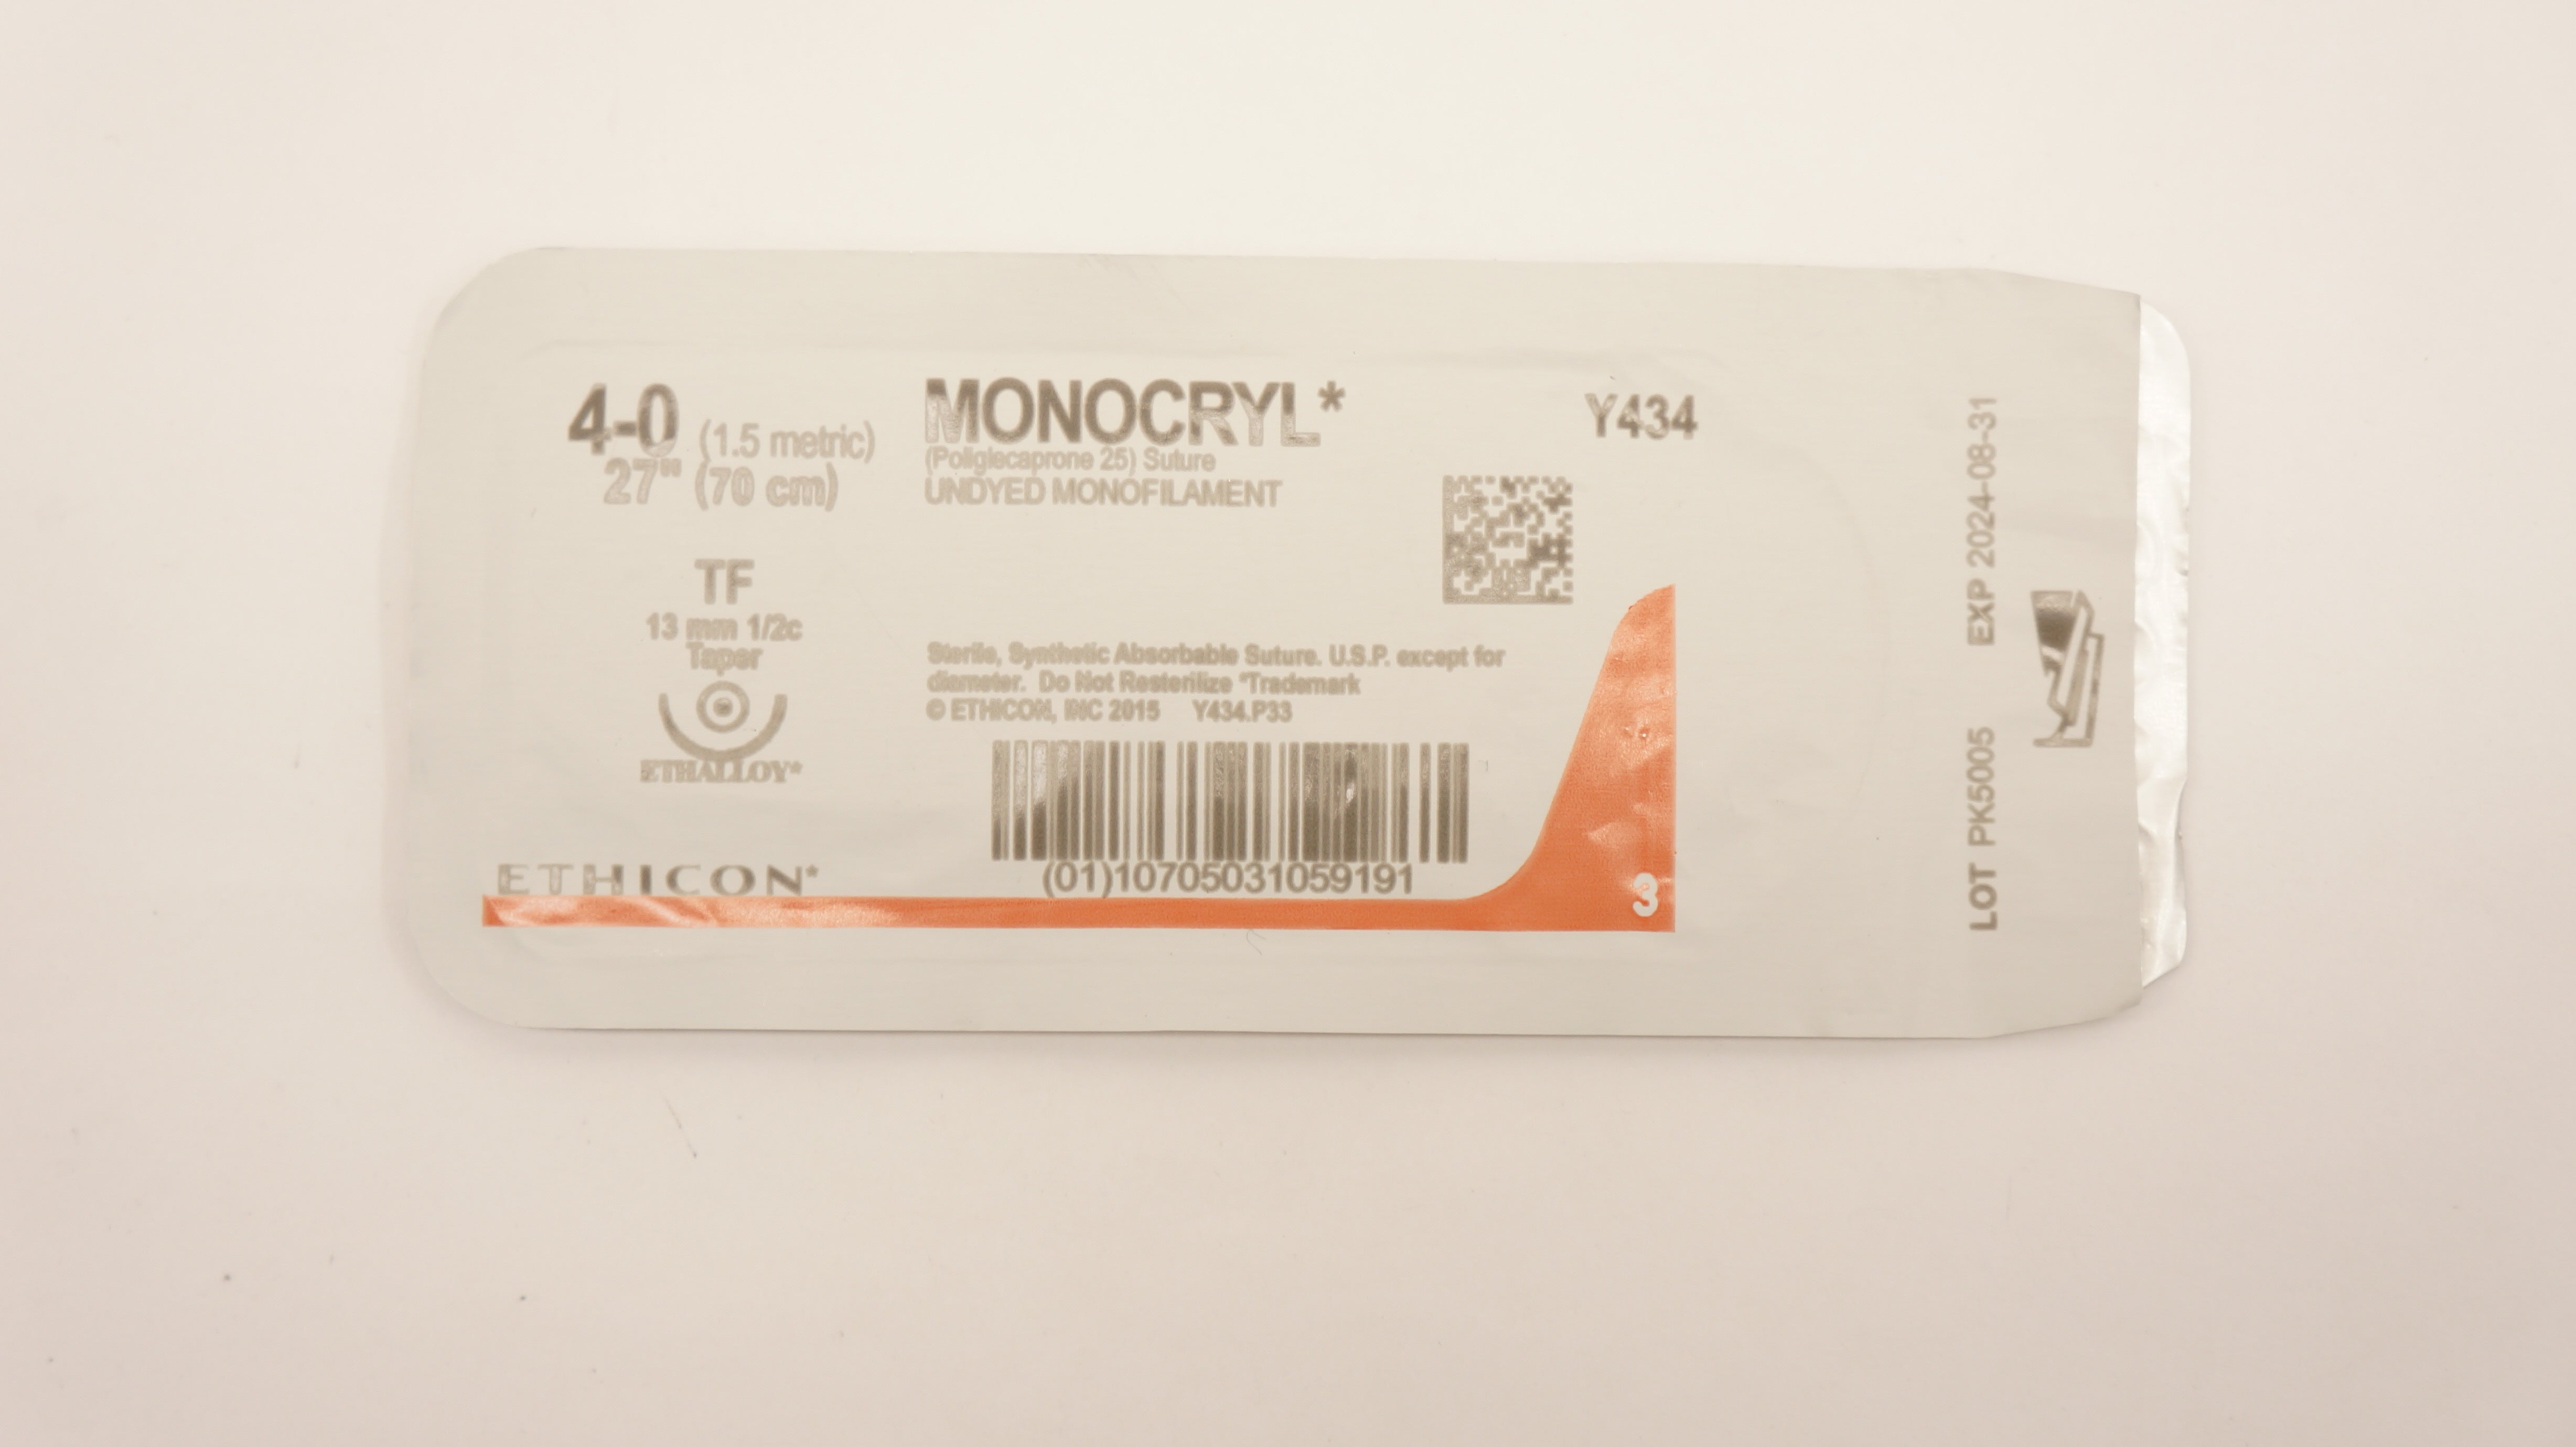 4-0 (1.5 metric)
27" (70 cm)
TF
13 mm 1/2c
Taper
ETHALLOY*
ETHICON*
MONOCRYL*
(Poliglecaprone 25) Suture
UNDYED MONOFILAMENT
Y434
Sterile, Synthetic Absorbable Suture. U.S.P. except for
diameter. Do Not Resterilize *Trademark
© ETHICON, INC 2015 Y434.P33
(01)10705031059191
3
LOT PK5005 EXP 2024-08-31